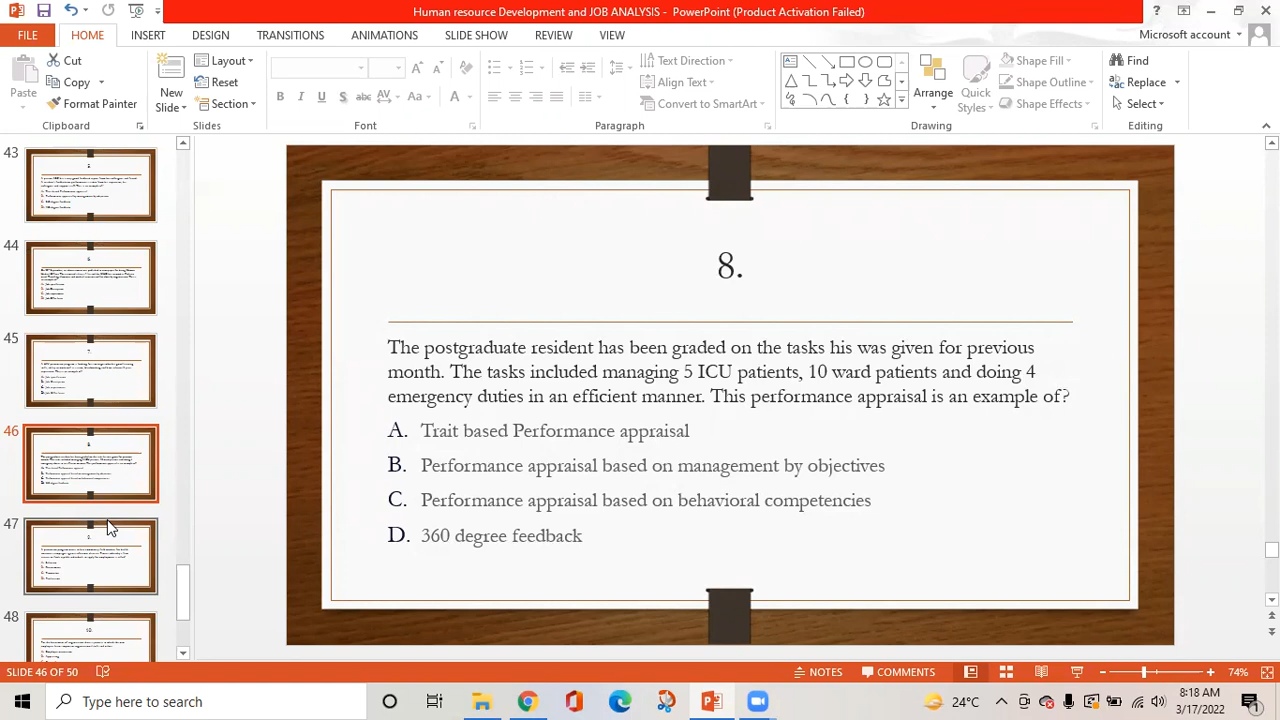 Human resource Development and JOB ANALYSIS - PowerPoint (Product Activation Failed)
FILE HOME INSERT DESIGN TRANSITIONS ANIMATIONS SLIDE SHOW REVIEW VIEW Microsoft account
Paste Cut Copy Format Painter Clipboard
New Slide Layout Reset Section Slides
B I U S abc AV Aa A A A Font
Text Direction Align Text Convert to SmartArt Paragraph
Arrange Quick Styles Shape Fill Shape Outline Shape Effects Drawing
Find Replace Select Editing
43
44
45
46
47
48
8.
The postgraduate resident has been graded on the tasks his was given for previous
month. The tasks included managing 5 ICU patients, 10 ward patients and doing 4
emergency duties in an efficient manner. This performance appraisal is an example of?
A. Trait based Performance appraisal
B. Performance appraisal based on management by objectives
C. Performance appraisal based on behavioral competencies
D. 360 degree feedback
SLIDE 46 OF 50 NOTES COMMENTS 74%
Type here to search 24°C 8:18 AM
3/17/2022